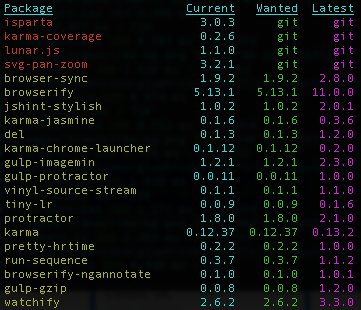 Package Current Wanted Latest
isparta 3.0.3 git git
karma-coverage 0.2.6 git git
lunar.js 1.1.0 git git
svg-pan-zoom 3.2.1 git git
browser-sync 1.9.2 1.9.2 2.8.0
browserify 5.13.1 5.13.1 11.0.0
jshint-stylish 1.0.2 1.0.2 2.0.1
karma-jasmine 0.1.6 0.1.6 0.3.6
del 0.1.3 0.1.3 1.2.0
karma-chrome-launcher 0.1.12 0.1.12 0.2.0
gulp-imagemin 1.2.1 1.2.1 2.3.0
gulp-protractor 0.0.11 0.0.11 1.0.0
vinyl-source-stream 0.1.1 0.1.1 1.1.0
tiny-lr 0.0.9 0.0.9 0.1.6
protractor 1.8.0 1.8.0 2.1.0
karma 0.12.37 0.12.37 0.13.2
pretty-hrtime 0.2.2 0.2.2 1.0.0
run-sequence 0.3.7 0.3.7 1.1.2
browserify-ngannotate 0.1.0 0.1.0 1.0.1
gulp-gzip 0.0.8 0.0.8 1.2.0
watchify 2.6.2 2.6.2 3.3.0